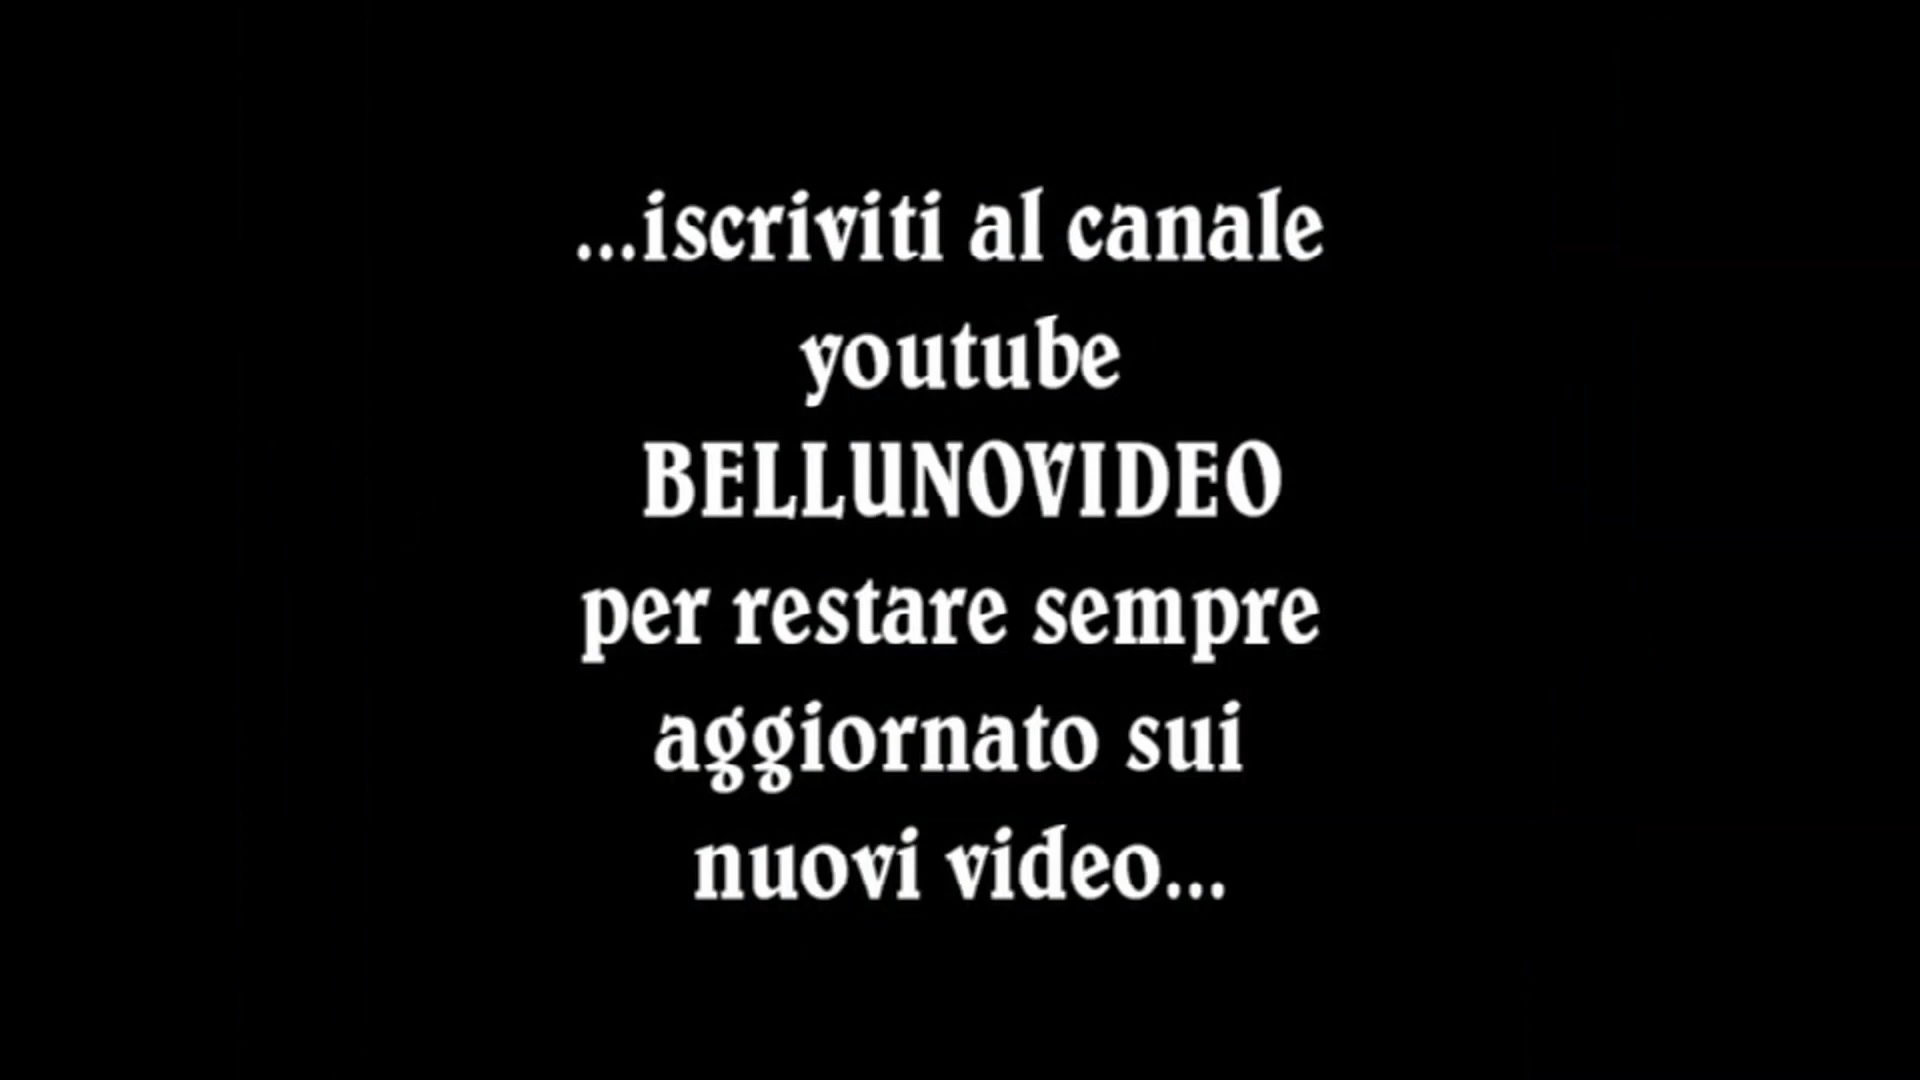 ...iscriviti al canale
youtube
BELLUNOVIDEO
per restare sempre
aggiornato sui
nuovi video...